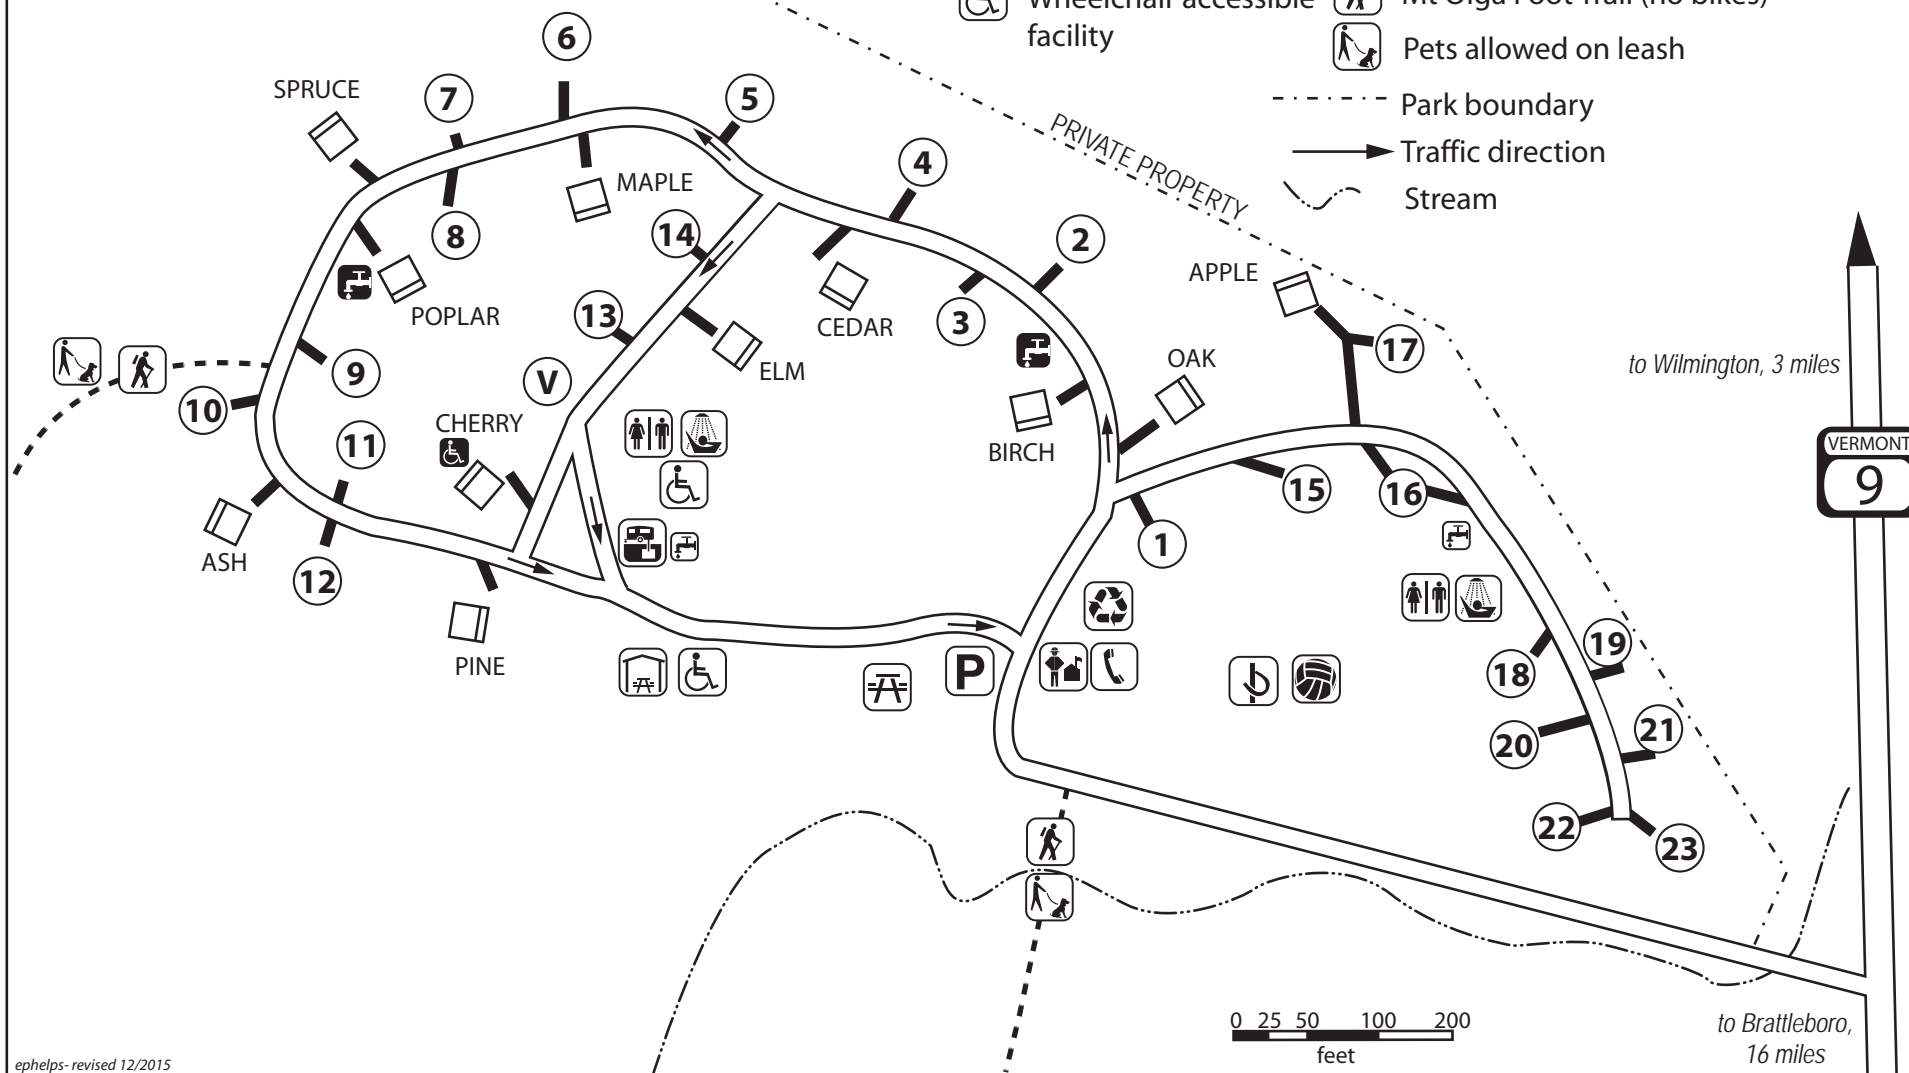 Wheelchair accessible
facility
Mt Olga Foot Trail (no bikes)
Pets allowed on leash
Park boundary
Traffic direction
Stream
PRIVATE PROPERTY
6
SPRUCE
7
5
4
MAPLE
14
8
2
APPLE
POPLAR
13
CEDAR
3
17
OAK
ELM
9
V
10
CHERRY
11
BIRCH
to Wilmington, 3 miles
VERMONT
9
15
16
1
ASH
12
PINE
P
18
19
20
21
22
23
0 25 50 100 200
feet
to Brattleboro,
16 miles
ephelps- revised 12/2015